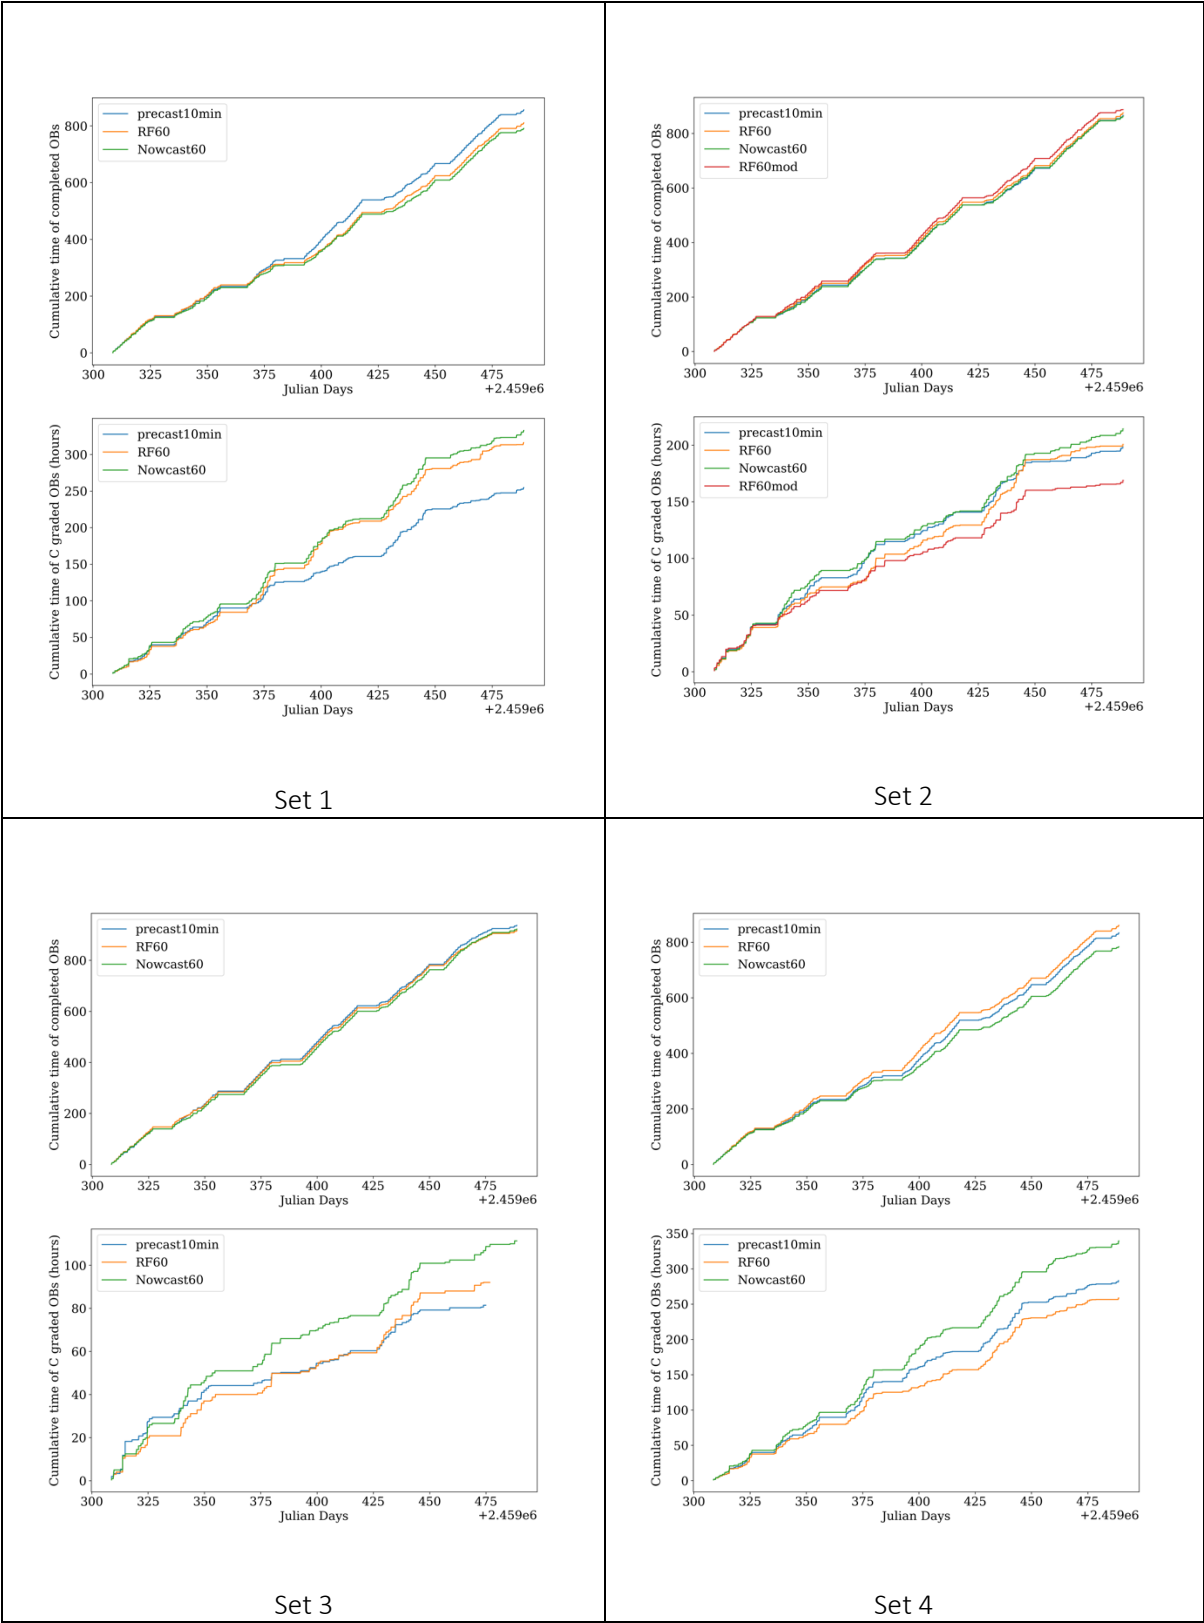 precast10min
RF60
Nowcast60
Cumulative time of completed OBs
800
600
400
200
0
300 325 350 375 400 425 450 475
Julian Days
+2.459e6
precast10min
RF60
Nowcast60
Cumulative time of C graded OBs (hours)
300
250
200
150
100
50
0
300 325 350 375 400 425 450 475
Julian Days
+2.459e6
Set 1
precast10min
RF60
Nowcast60
RF60mod
Cumulative time of completed OBs
800
600
400
200
0
300 325 350 375 400 425 450 475
Julian Days
+2.459e6
precast10min
RF60
Nowcast60
RF60mod
Cumulative time of C graded OBs (hours)
200
150
100
50
0
300 325 350 375 400 425 450 475
Julian Days
+2.459e6
Set 2
precast10min
RF60
Nowcast60
Cumulative time of completed OBs
800
600
400
200
0
300 325 350 375 400 425 450 475
Julian Days
+2.459e6
precast10min
RF60
Nowcast60
Cumulative time of C graded OBs (hours)
100
80
60
40
20
0
300 325 350 375 400 425 450 475
Julian Days
+2.459e6
Set 3
precast10min
RF60
Nowcast60
Cumulative time of completed OBs
800
600
400
200
0
300 325 350 375 400 425 450 475
Julian Days
+2.459e6
precast10min
RF60
Nowcast60
Cumulative time of C graded OBs (hours)
350
300
250
200
150
100
50
0
300 325 350 375 400 425 450 475
Julian Days
+2.459e6
Set 4